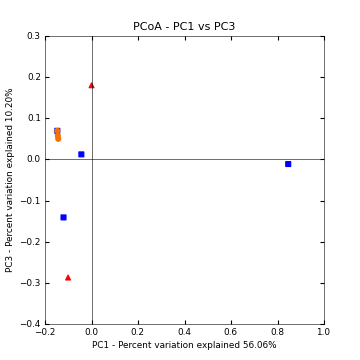 PCoA - PC1 vs PC3
0.3
0.2
0.1
0.0
−0.1
−0.2
−0.3
−0.4
PC3 - Percent variation explained 10.20%
−0.2 0.0 0.2 0.4 0.6 0.8 1.0
PC1 - Percent variation explained 56.06%